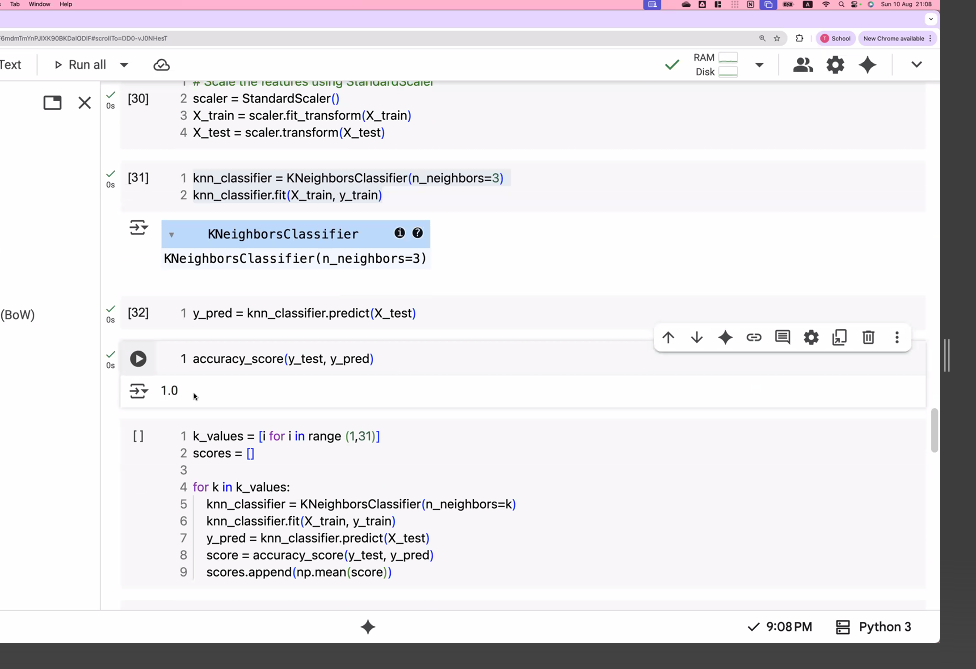 Tab Window Help
Sun 10 Aug 21:08
School
New Chrome available
Text
Run all
RAM
Disk
1 # Scale the features using StandardScaler
0s
[30]
2 scaler = StandardScaler()
3 X_train = scaler.fit_transform(X_train)
4 X_test = scaler.transform(X_test)
0s
[31]
1 knn_classifier = KNeighborsClassifier(n_neighbors=3)
2 knn_classifier.fit(X_train, y_train)
KNeighborsClassifier
i ?
KNeighborsClassifier(n_neighbors=3)
(BoW)
0s
[32]
1 y_pred = knn_classifier.predict(X_test)
0s
1 accuracy_score(y_test, y_pred)
1.0
[ ]
1 k_values = [i for i in range (1,31)]
2 scores = []
3
4 for k in k_values:
5 knn_classifier = KNeighborsClassifier(n_neighbors=k)
6 knn_classifier.fit(X_train, y_train)
7 y_pred = knn_classifier.predict(X_test)
8 score = accuracy_score(y_test, y_pred)
9 scores.append(np.mean(score))
9:08 PM
Python 3